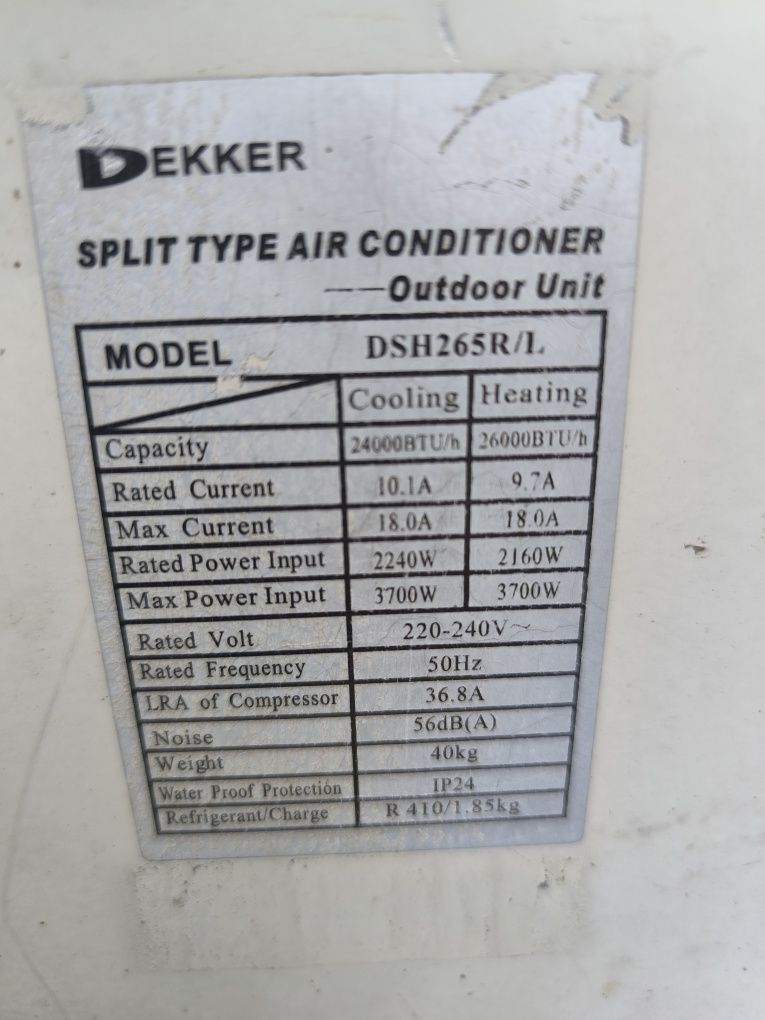 DEKKER
SPLIT TYPE AIR CONDITIONER
——Outdoor Unit
MODEL DSH265R/L
Cooling Heating
Capacity 24000BTU/h 26000BTU/h
Rated Current 10.1A 9.7A
Max Current 18.0A 18.0A
Rated Power Input 2240W 2160W
Max Power Input 3700W 3700W
Rated Volt 220-240V~
Rated Frequency 50Hz
LRA of Compressor 36.8A
Noise 56dB(A)
Weight 40kg
Water Proof Protection IP24
Refrigerant/Charge R 410/1.85kg